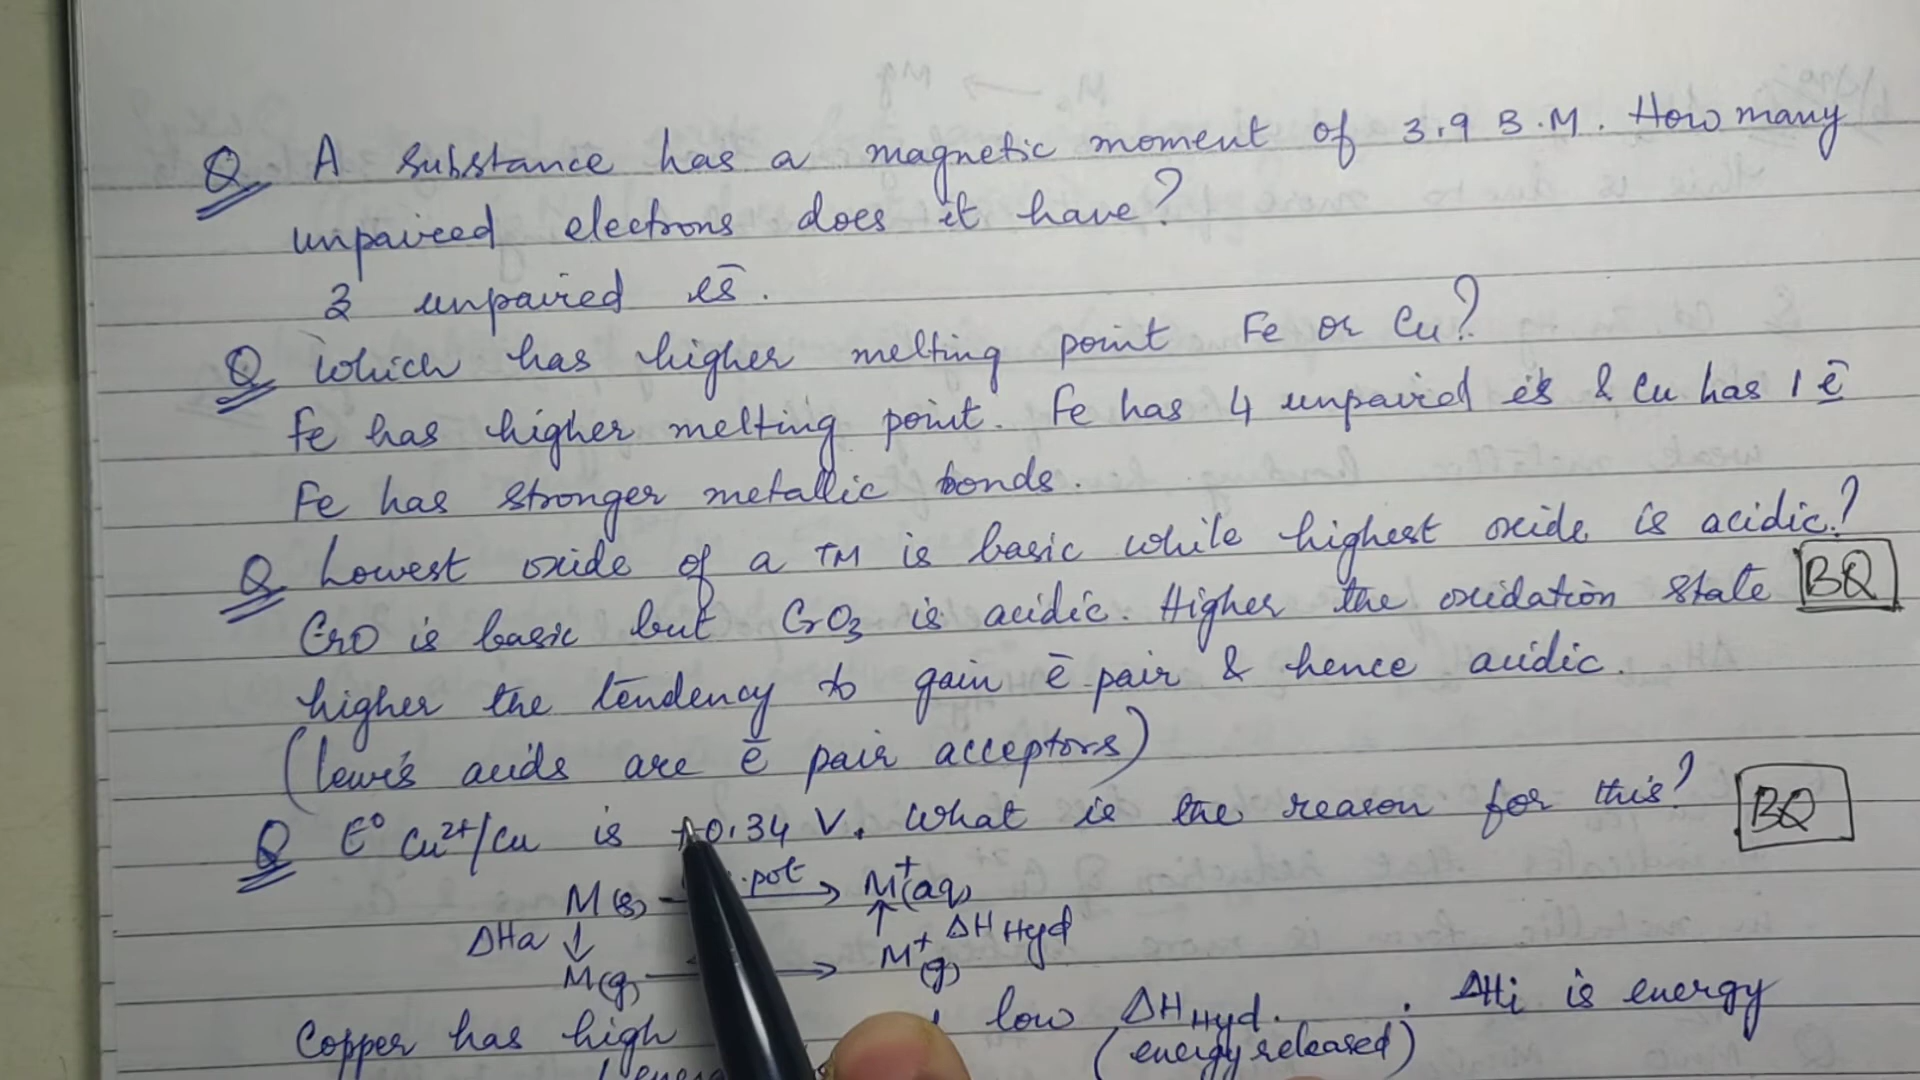 Q A substance has a magnetic moment of 3.9 B.M. How many
unpaired electrons does it have?
3 unpaired ēs.
Q Which has higher melting point Fe or Cu?
Fe has higher melting point. Fe has 4 unpaired ēs & Cu has 1 ē
Fe has stronger metallic bonds.
Q Lowest oxide of a TM is basic while highest oxide is acidic.?
CrO is basic but CrO₃ is acidic. Higher the oxidation state BQ
higher the tendency to gain ē pair & hence acidic.
(lewis acids are ē pair acceptors)
Q E⁰ Cu²⁺/Cu is +0.34 V. What is the reason for this? BQ
M(s) pot → M⁺(aq)
ΔHa ↓ ↑ ΔH Hyd
M(g) → M⁺(g)
Copper has high low ΔH Hyd. ΔHi is energy
(energy released)